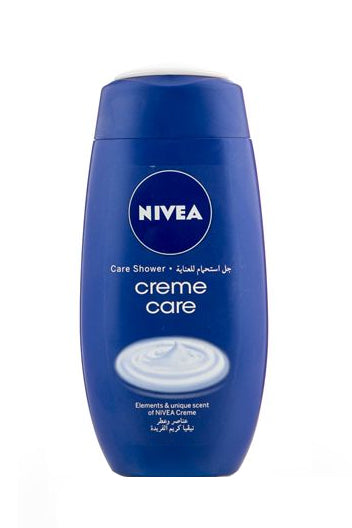 NIVEA
Care Shower • جل استحمام للعناية
creme
care
Elements & unique scent
of NIVEA Creme
عناصر وعطر
نيفيا كريم الفريدة